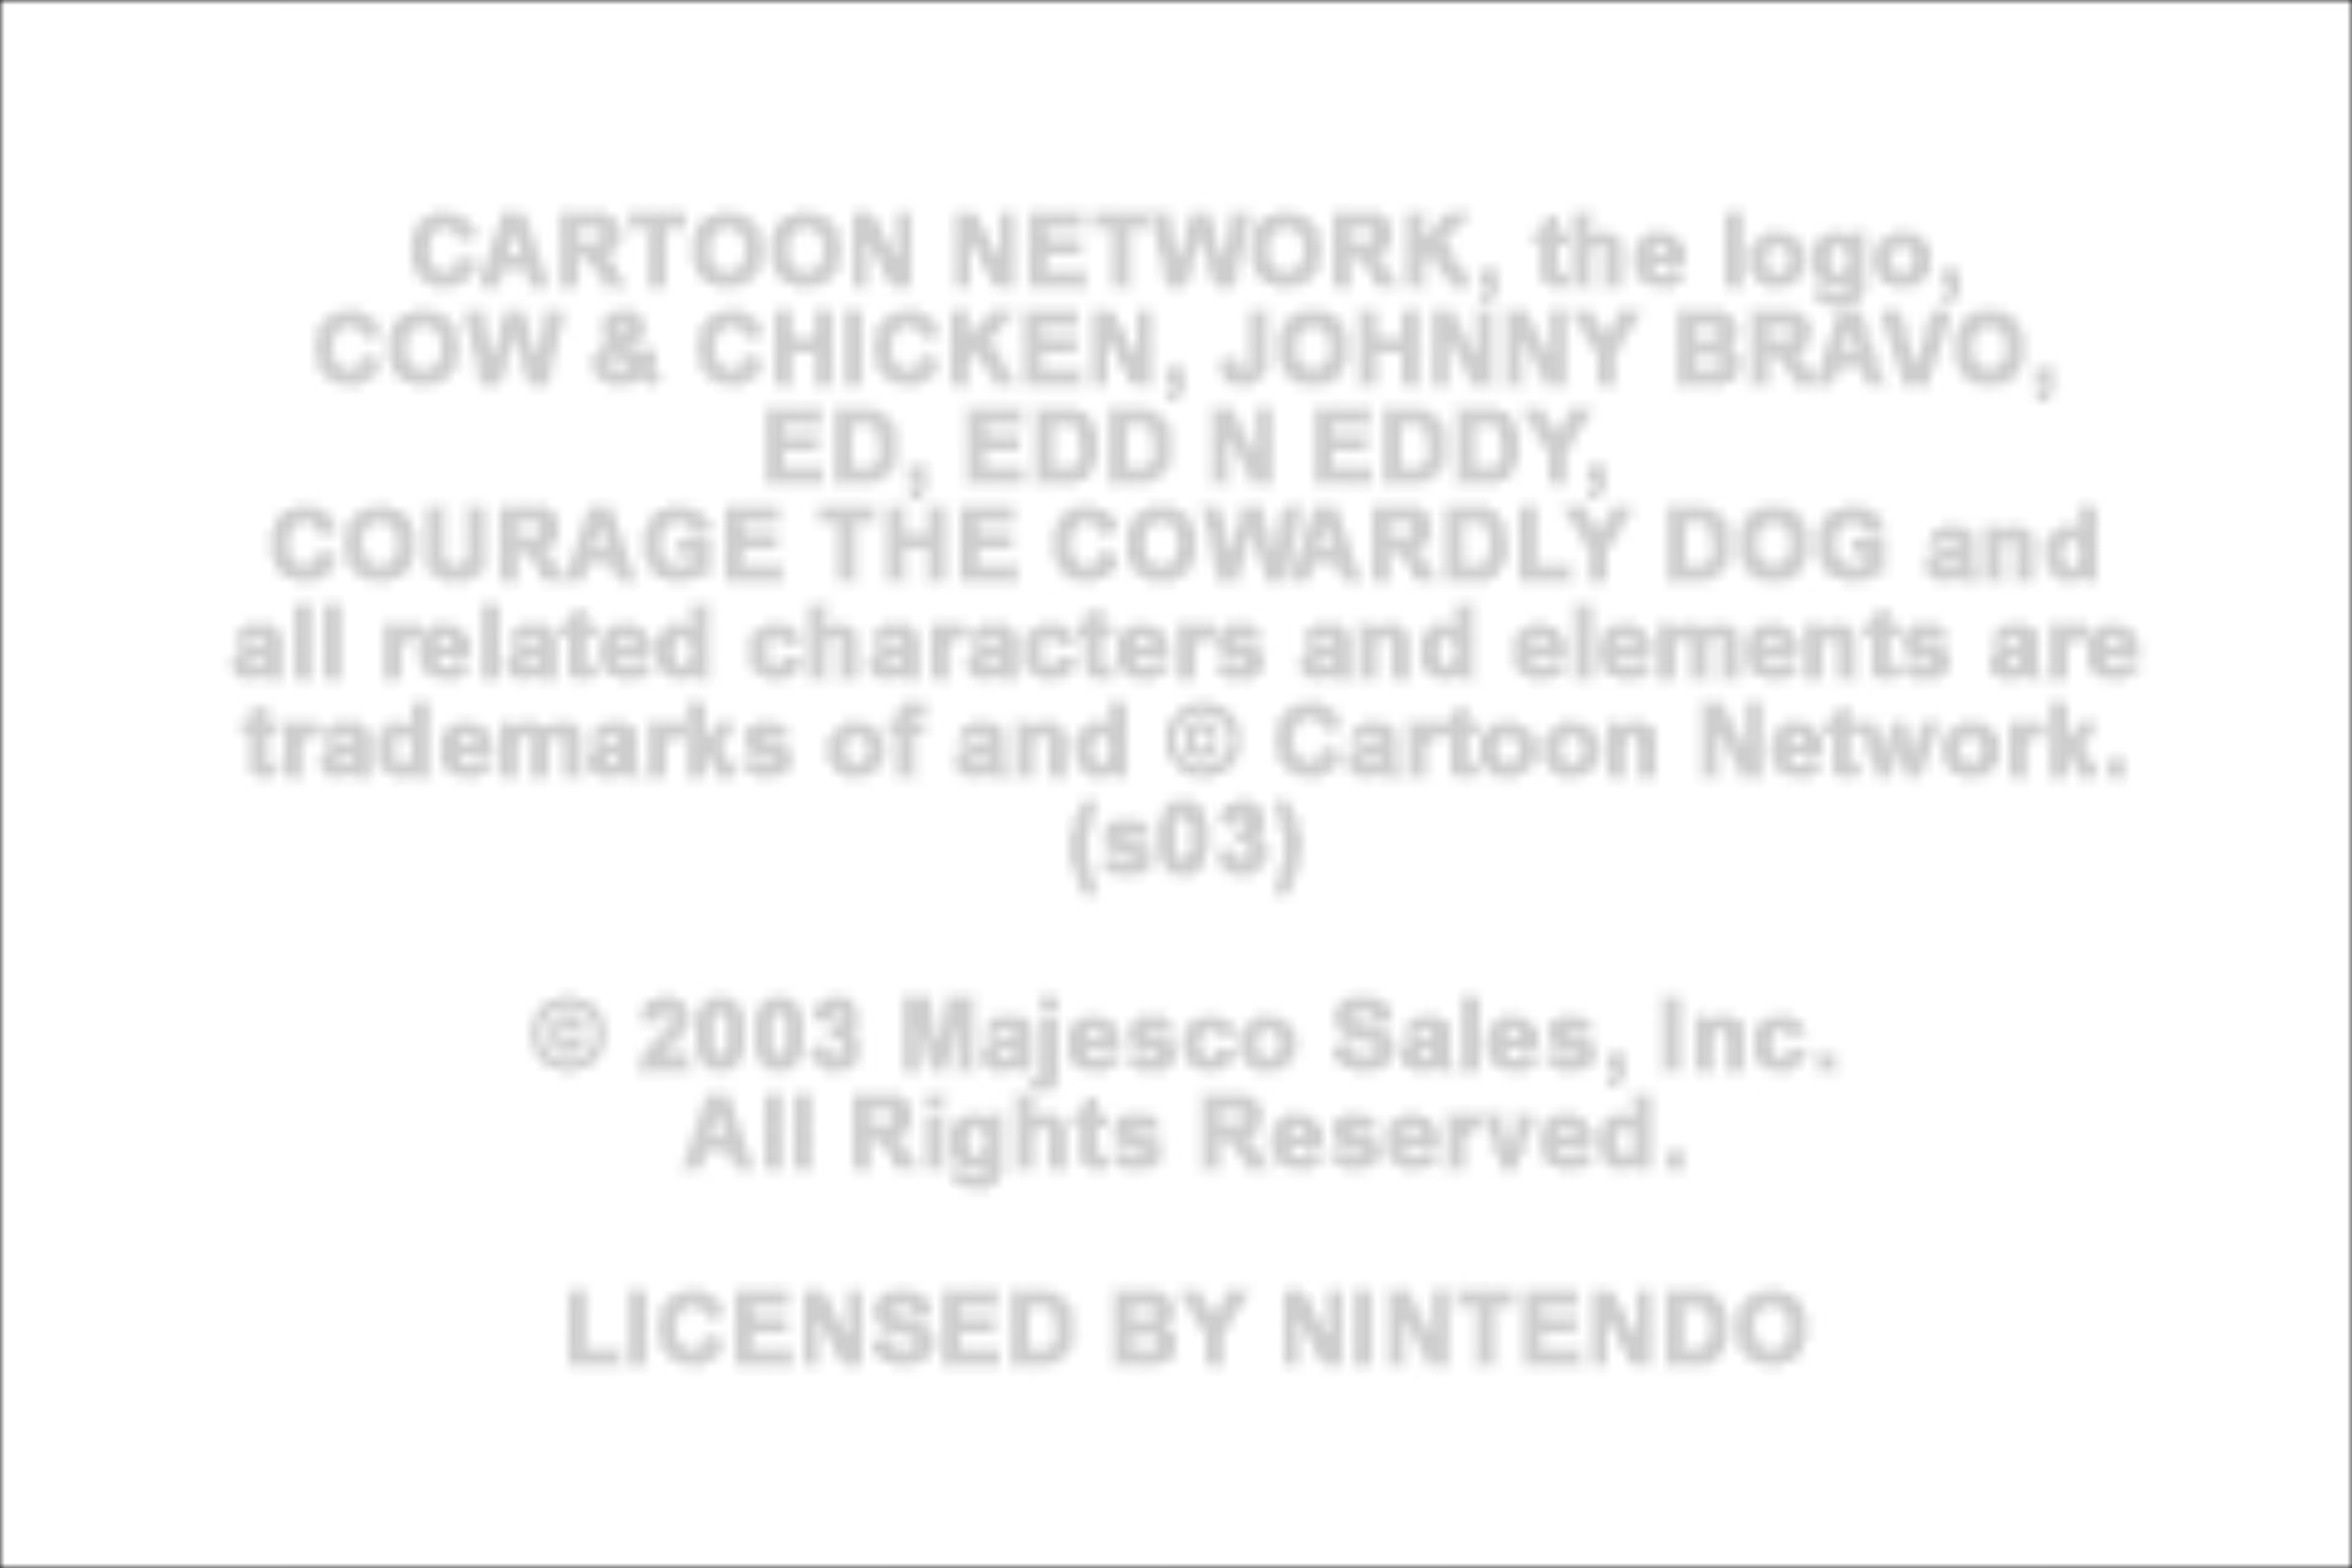 CARTOON NETWORK, the logo,
COW & CHICKEN, JOHNNY BRAVO,
ED, EDD N EDDY,
COURAGE THE COWARDLY DOG and
all related characters and elements are
trademarks of and ® Cartoon Network.
(s03)
© 2003 Majesco Sales, Inc.
All Rights Reserved.
LICENSED BY NINTENDO